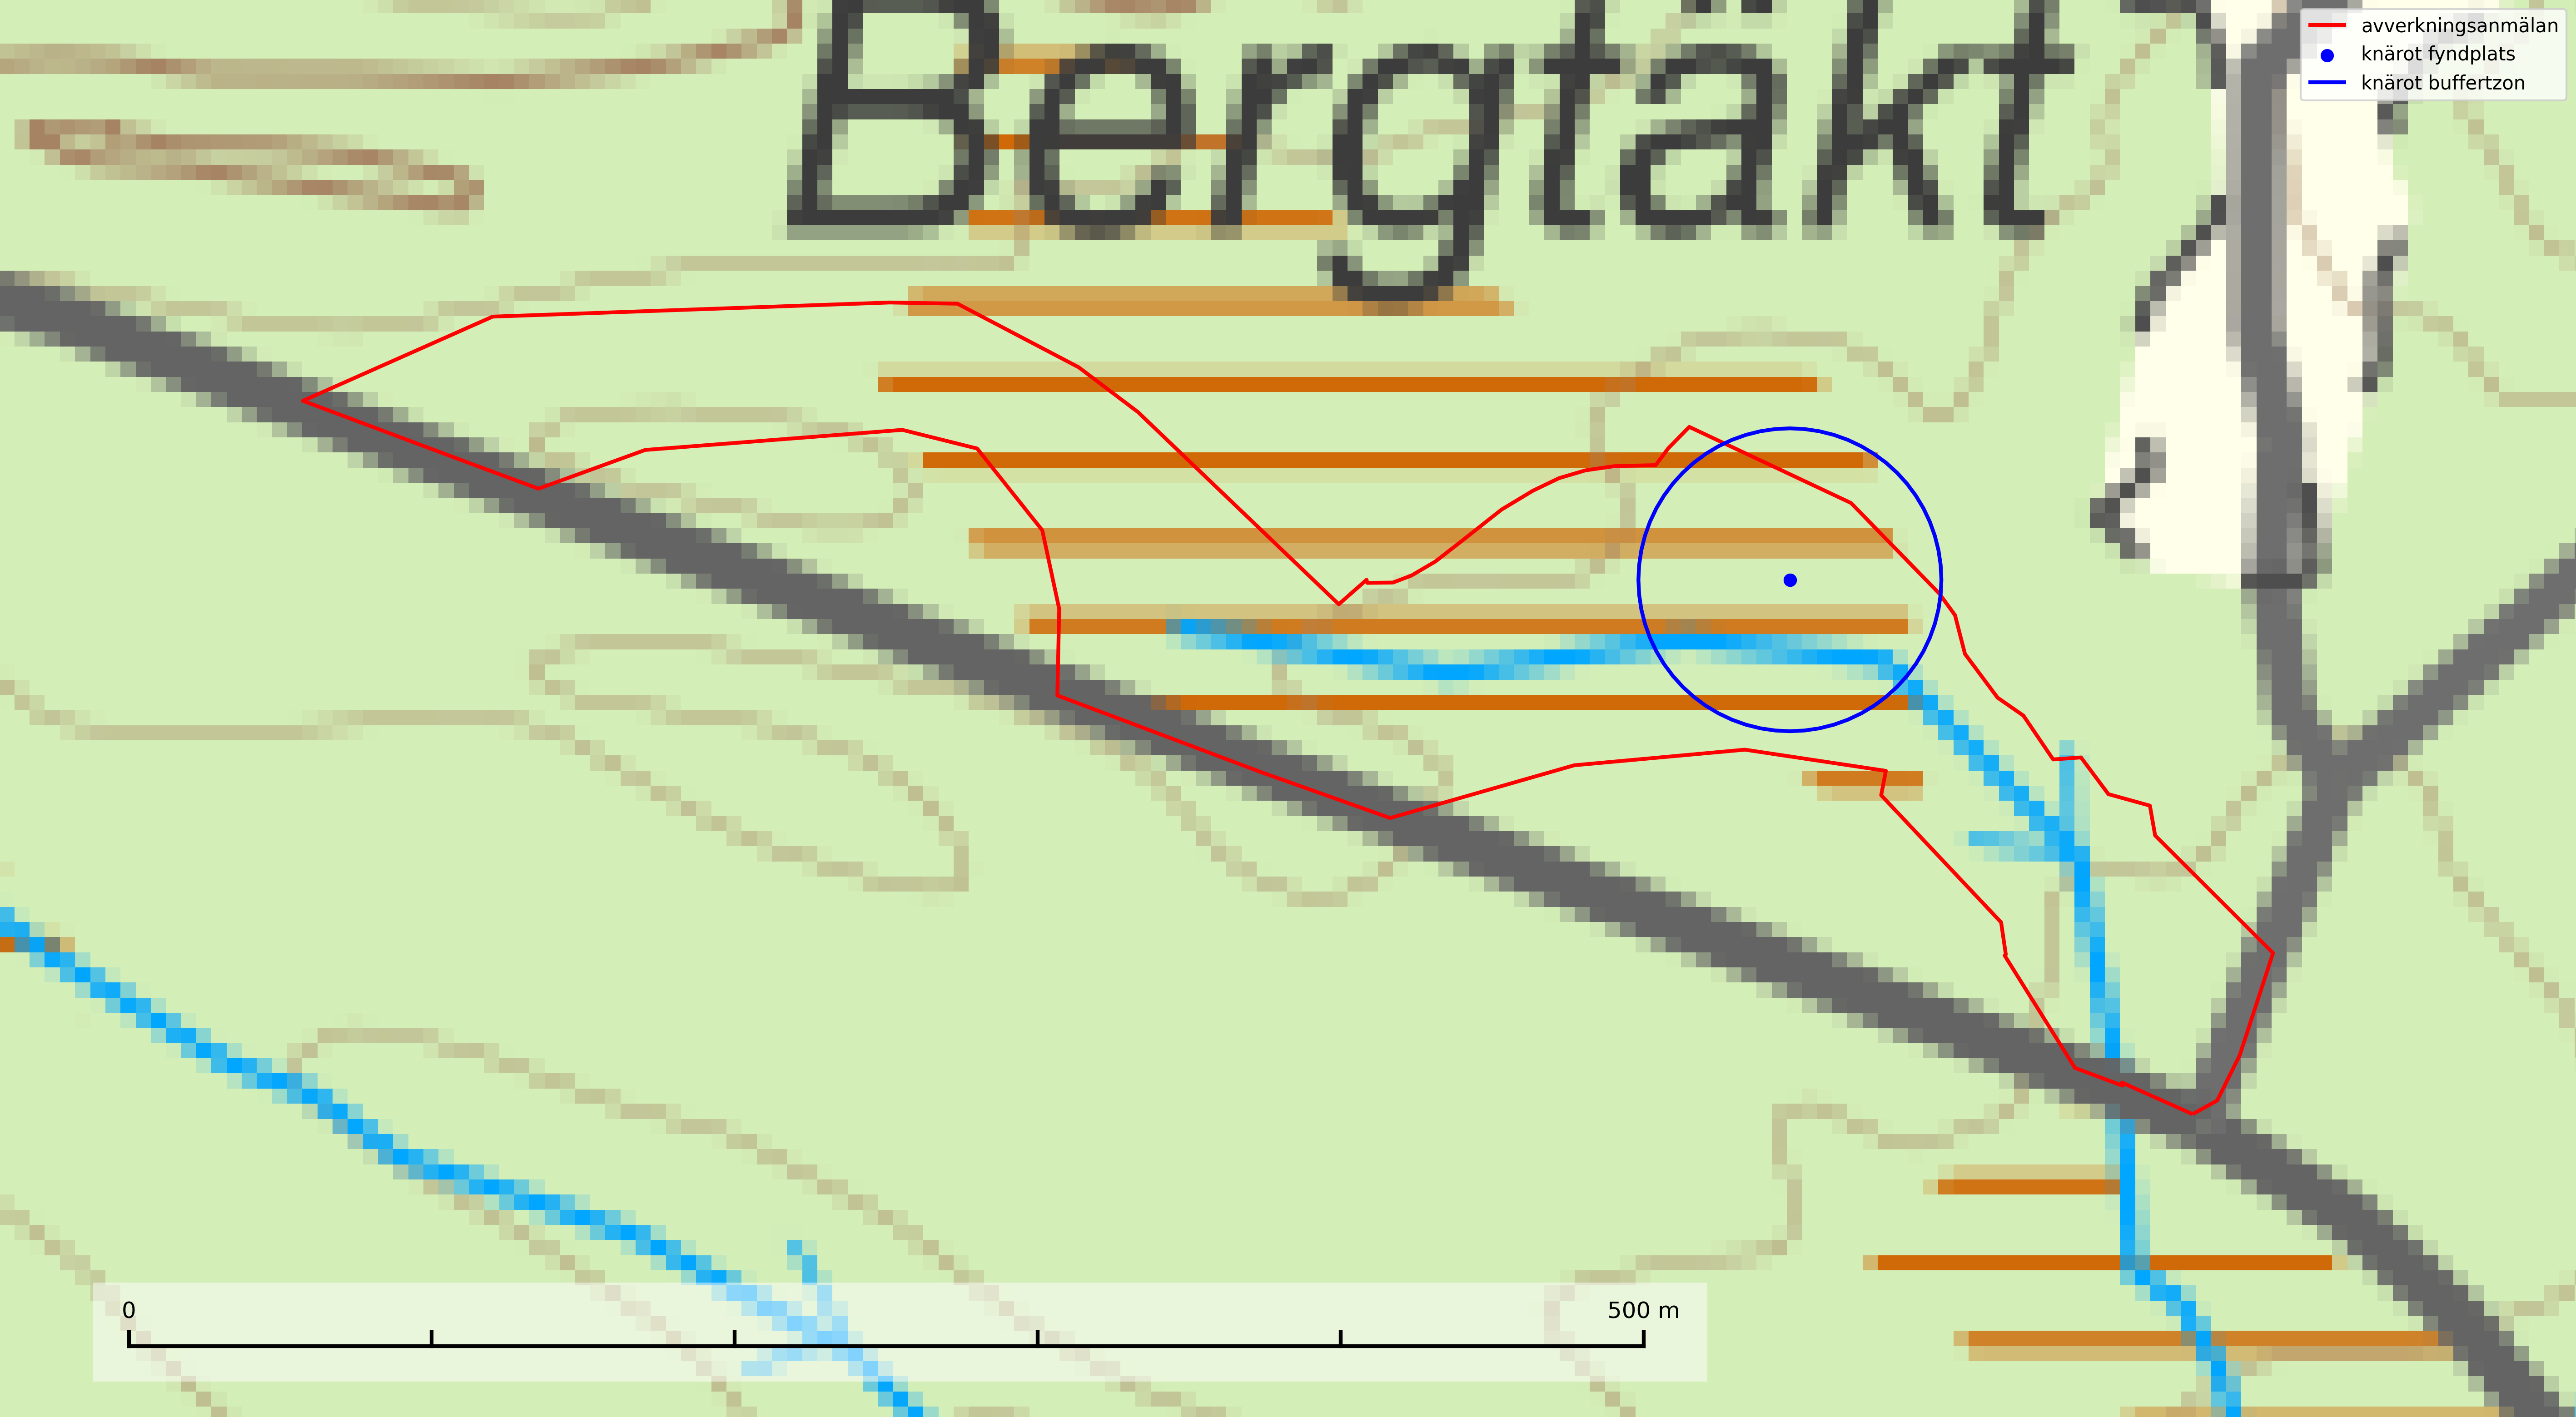 Bergtäkt
avverkningsanmälan
knärot fyndplats
knärot buffertzon
0
500 m